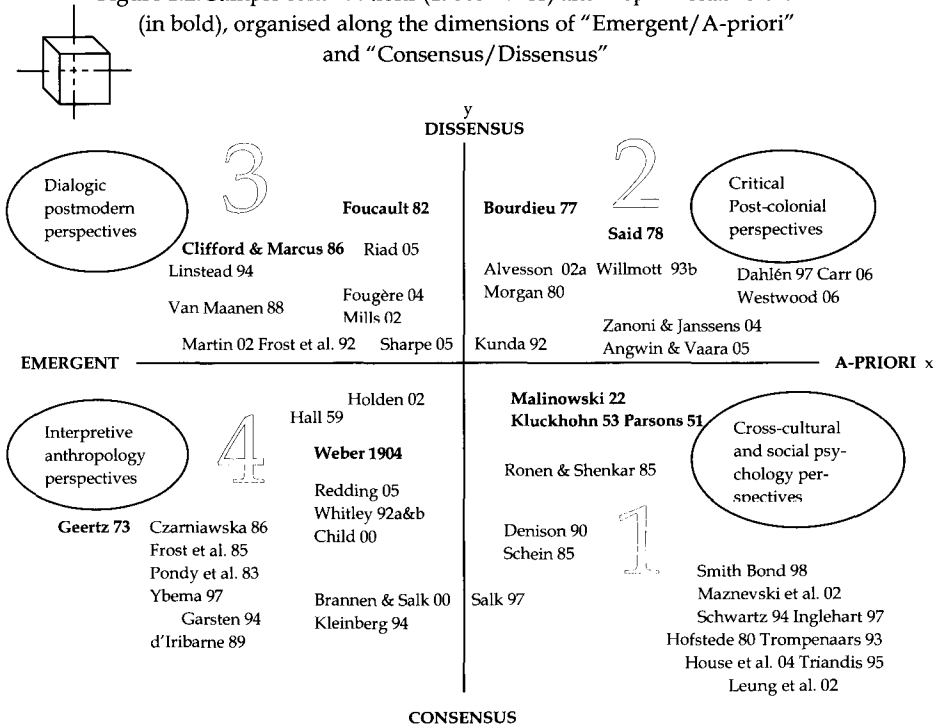 (in bold), organised along the dimensions of "Emergent/A-priori"
and "Consensus/Dissensus"
y
DISSENSUS
3
2
Dialogic
postmodern
perspectives
Critical
Post-colonial
perspectives
Foucault 82
Bourdieu 77
Said 78
Clifford & Marcus 86 Riad 05
Linstead 94
Alvesson 02a Willmott 93b
Morgan 80
Dahlén 97 Carr 06
Westwood 06
Van Maanen 88
Fougère 04
Mills 02
Zanoni & Janssens 04
Angwin & Vaara 05
Martin 02 Frost et al. 92 Sharpe 05
Kunda 92
EMERGENT
A-PRIORI x
Holden 02
Hall 59
Malinowski 22
Kluckhohn 53 Parsons 51
Interpretive
anthropology
perspectives
4
Weber 1904
Cross-cultural
and social psy-
chology per-
spectives
Ronen & Shenkar 85
Redding 05
Whitley 92a&b
Child 00
Geertz 73
Czarniawska 86
Frost et al. 85
Pondy et al. 83
Ybema 97
Garsten 94
d'Iribarne 89
Denison 90
Schein 85
1
Brannen & Salk 00
Kleinberg 94
Salk 97
Smith Bond 98
Maznevski et al. 02
Schwartz 94 Inglehart 97
Hofstede 80 Trompenaars 93
House et al. 04 Triandis 95
Leung et al. 02
CONSENSUS